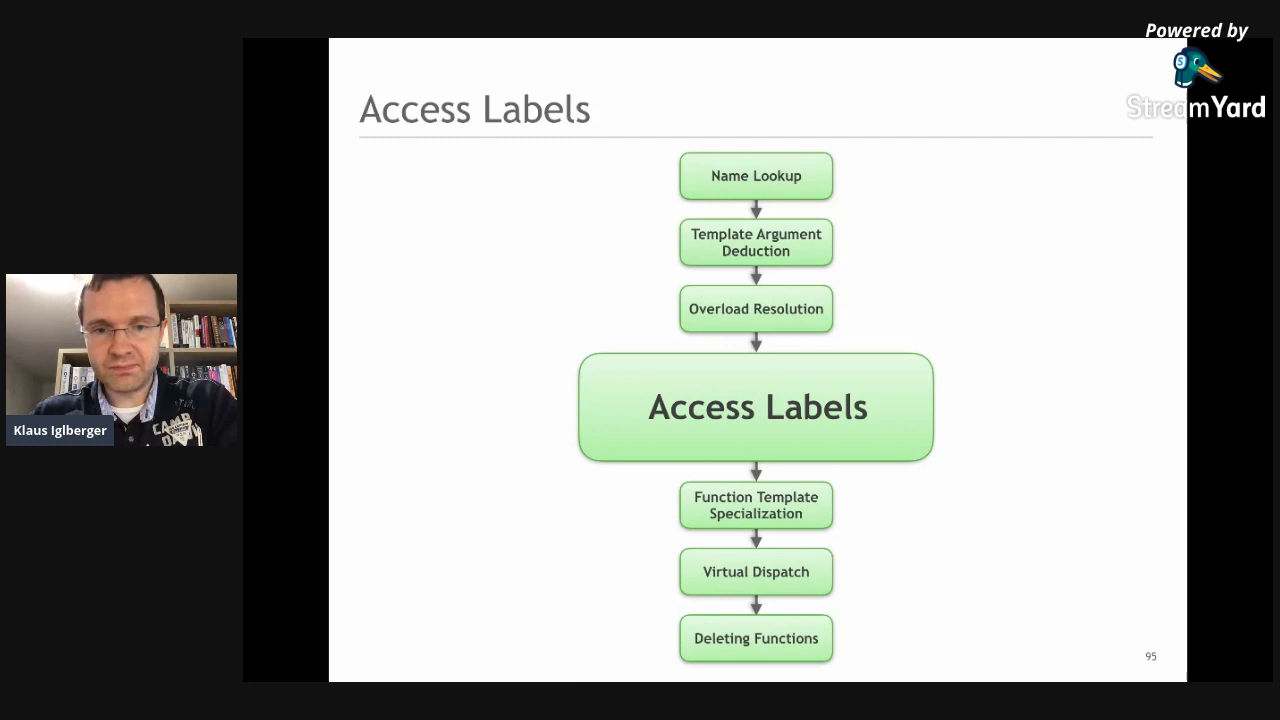 Powered by
StreamYard
Access Labels
Name Lookup
Template Argument
Deduction
Overload Resolution
Access Labels
Function Template
Specialization
Virtual Dispatch
Deleting Functions
95
Klaus Iglberger
CAMP